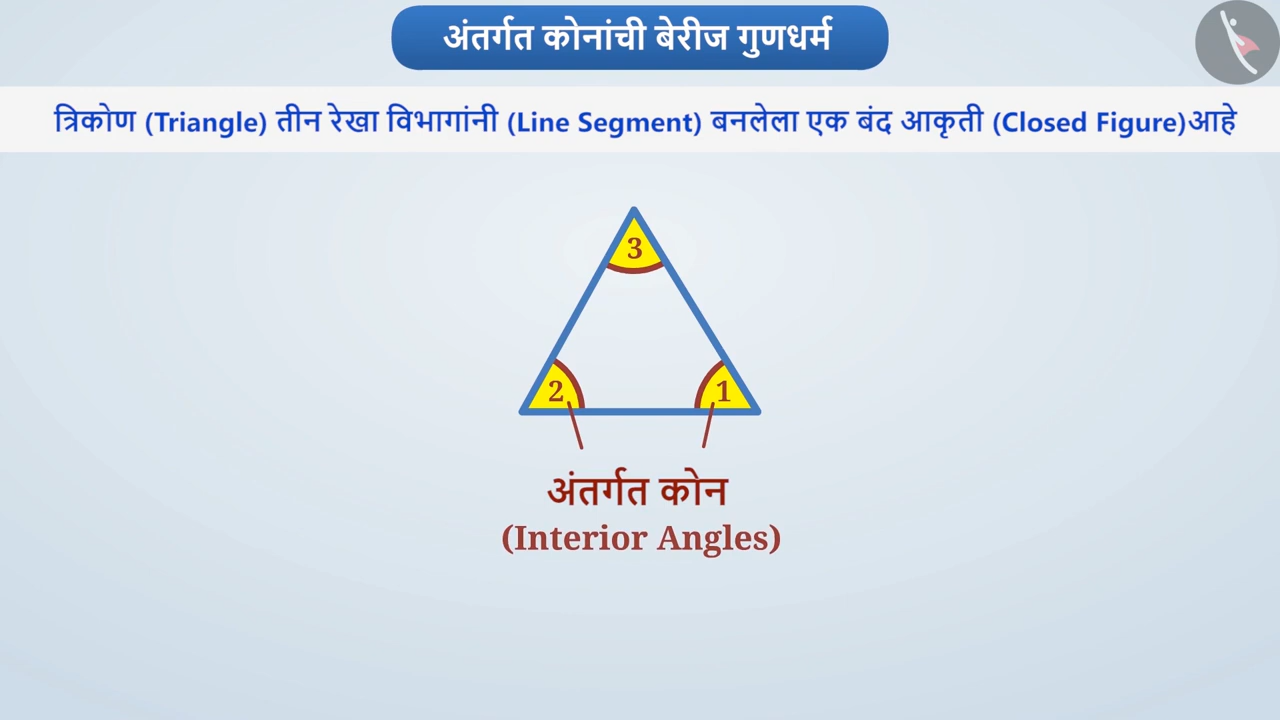 अंतर्गत कोनांची बेरीज गुणधर्म
त्रिकोण (Triangle) तीन रेखा विभागांनी (Line Segment) बनलेला एक बंद आकृती (Closed Figure)आहे
3
2
1
अंतर्गत कोन
(Interior Angles)